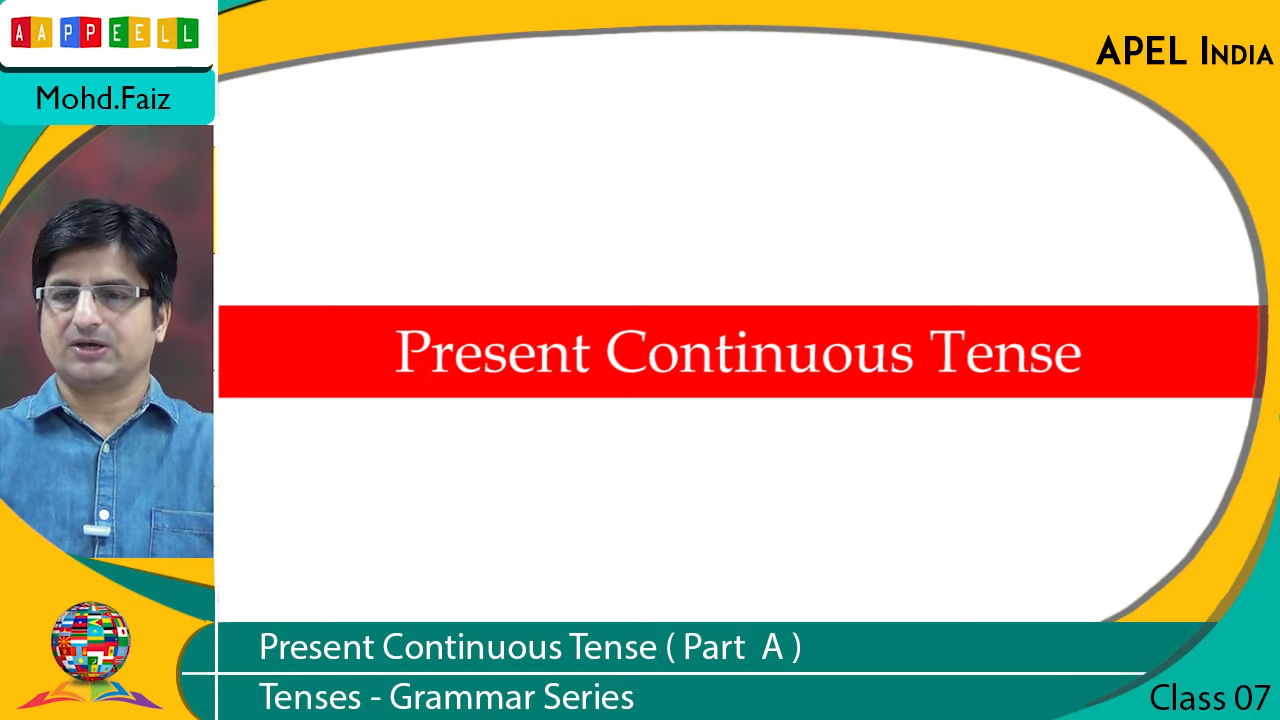 AAPPEELL
Mohd.Faiz
APEL INDIA
Present Continuous Tense
Present Continuous Tense ( Part A )
Tenses - Grammar Series
Class 07